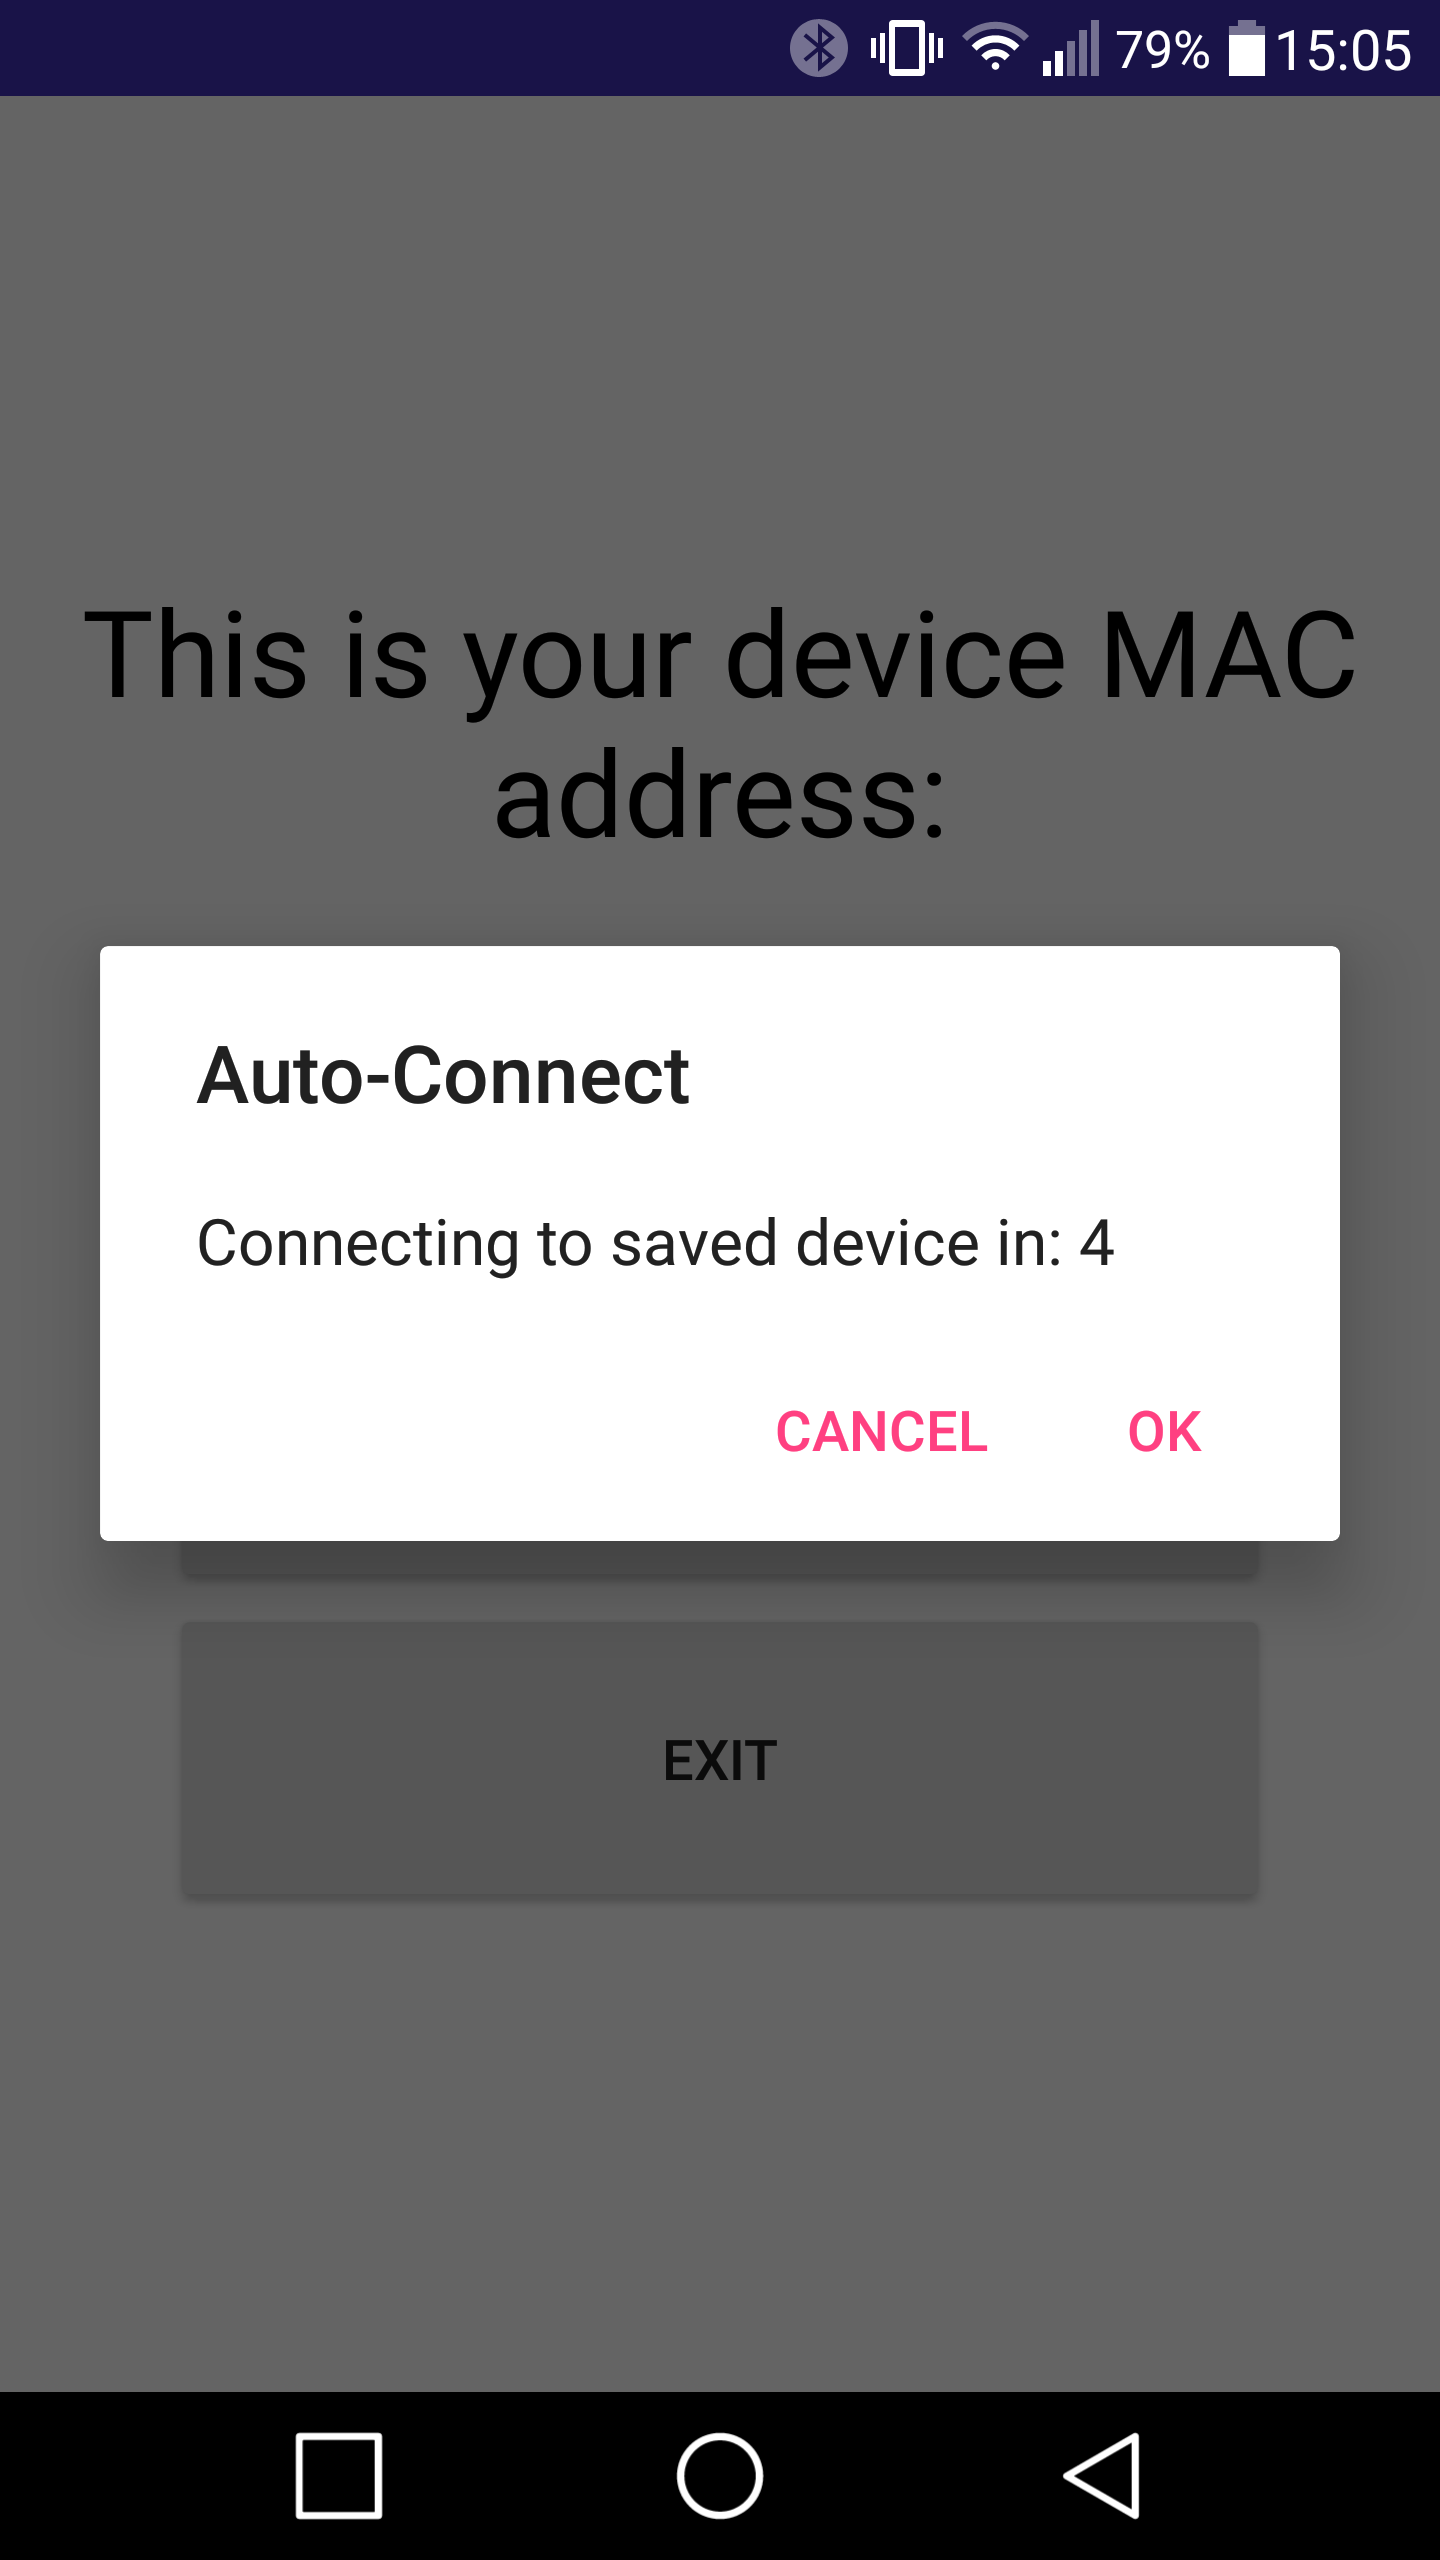 79% 15:05
This is your device MAC
address:
Auto-Connect
Connecting to saved device in: 4
CANCEL OK
EXIT